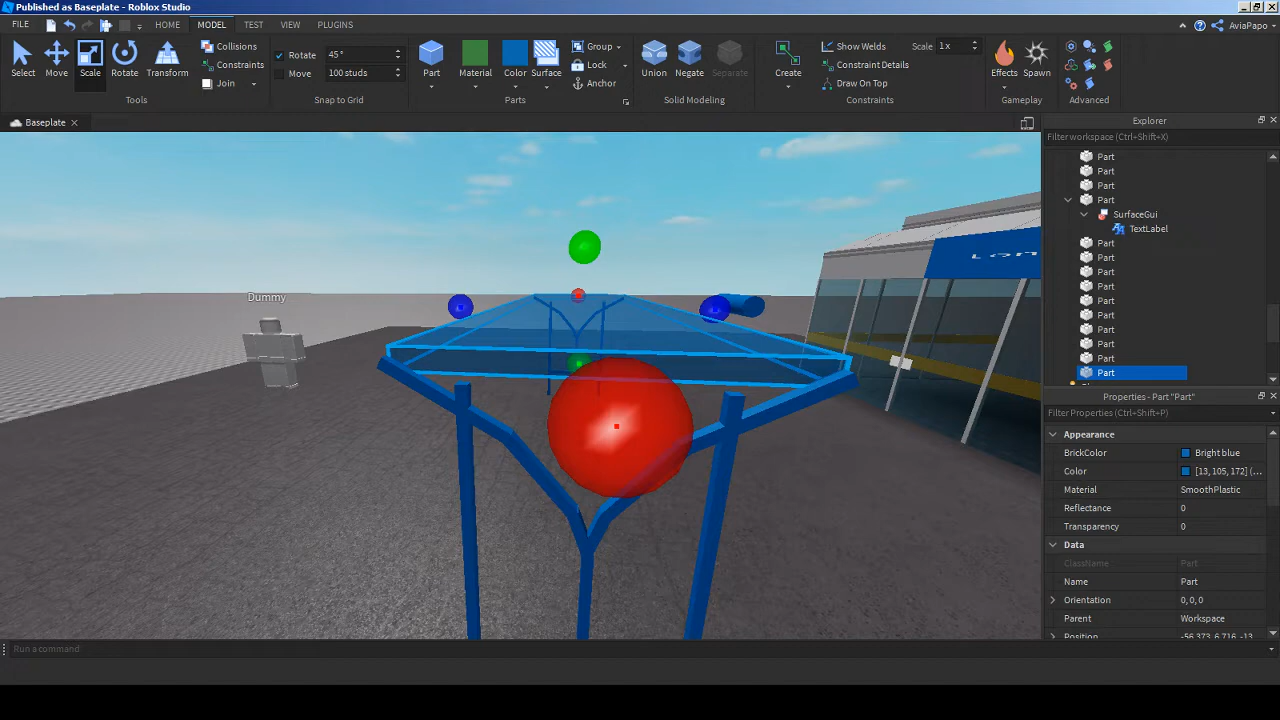 Published as Baseplate - Roblox Studio
FILE HOME MODEL TEST VIEW PLUGINS AviaPapo
Select Move Scale Rotate Transform
Collisions
Constraints
Join
Tools
Rotate 45°
Move 100 studs
Snap to Grid
Part Material Color Surface
Group
Lock
Anchor
Parts
Union Negate Separate
Solid Modeling
Create
Show Welds Scale 1x
Constraint Details
Draw On Top
Constraints
Effects Spawn
Gameplay
Advanced
Baseplate
Dummy
Explorer
Filter workspace (Ctrl+Shift+X)
Part
Part
Part
Part
SurfaceGui
TextLabel
Part
Part
Part
Part
Part
Part
Part
Part
Part
Part
Properties - Part "Part"
Filter Properties (Ctrl+Shift+P)
Appearance
BrickColor Bright blue
Color [13, 105, 172] (...
Material SmoothPlastic
Reflectance 0
Transparency 0
Data
ClassName Part
Name Part
Orientation 0, 0, 0
Parent Workspace
Position -56.373, 6.716, -13
Run a command